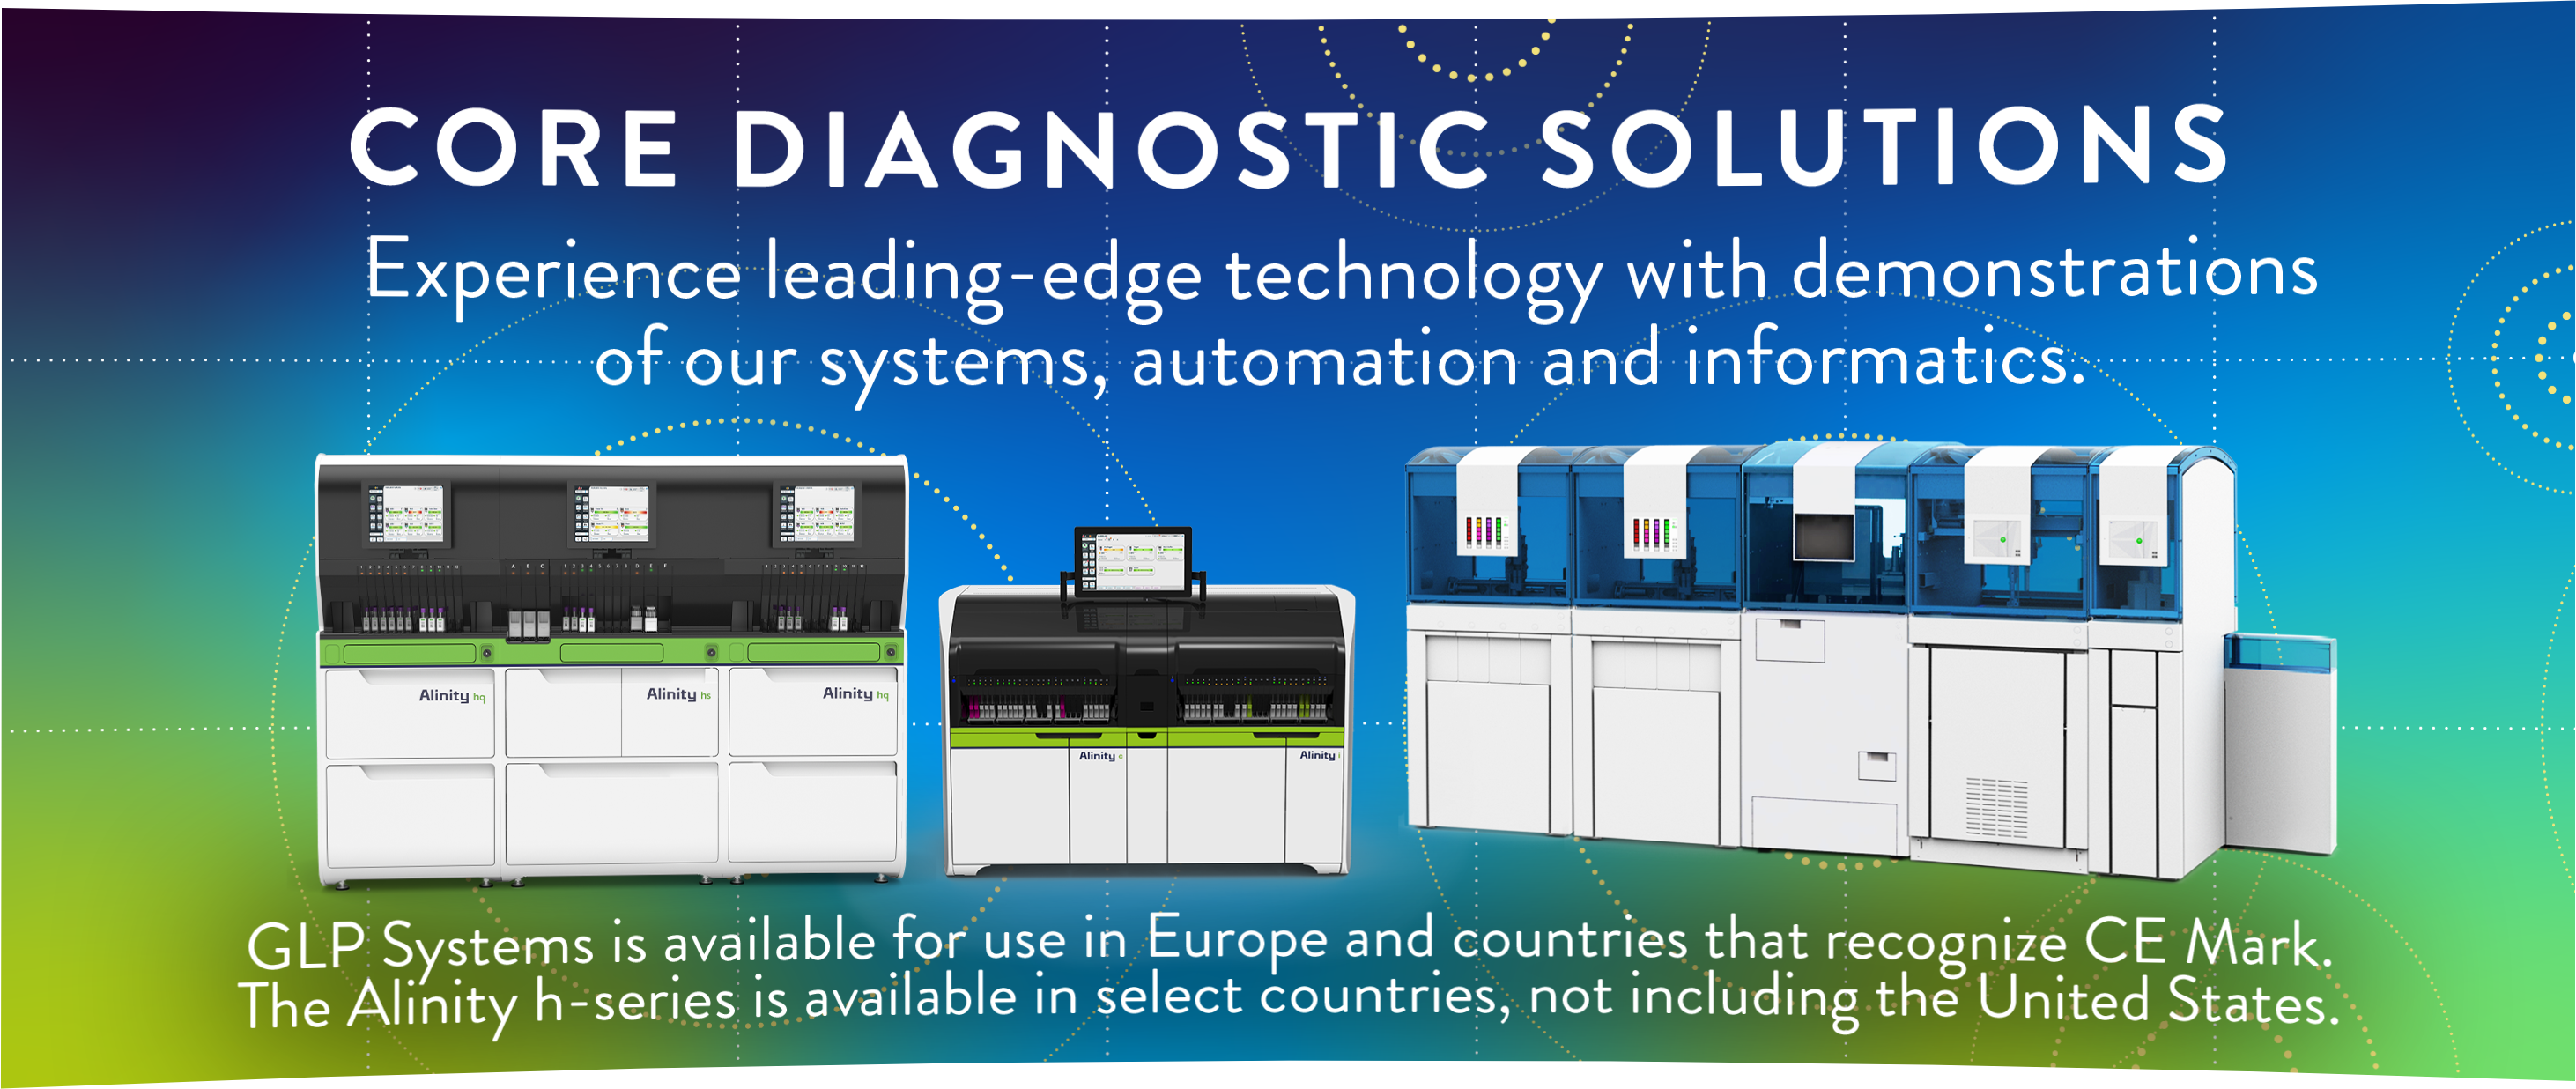 CORE DIAGNOSTIC SOLUTIONS
Experience leading-edge technology with demonstrations
of our systems, automation and informatics.
Alinity hq
Alinity hs
Alinity hq
Alinity c
Alinity i
GLP Systems is available for use in Europe and countries that recognize CE Mark.
The Alinity h-series is available in select countries, not including the United States.